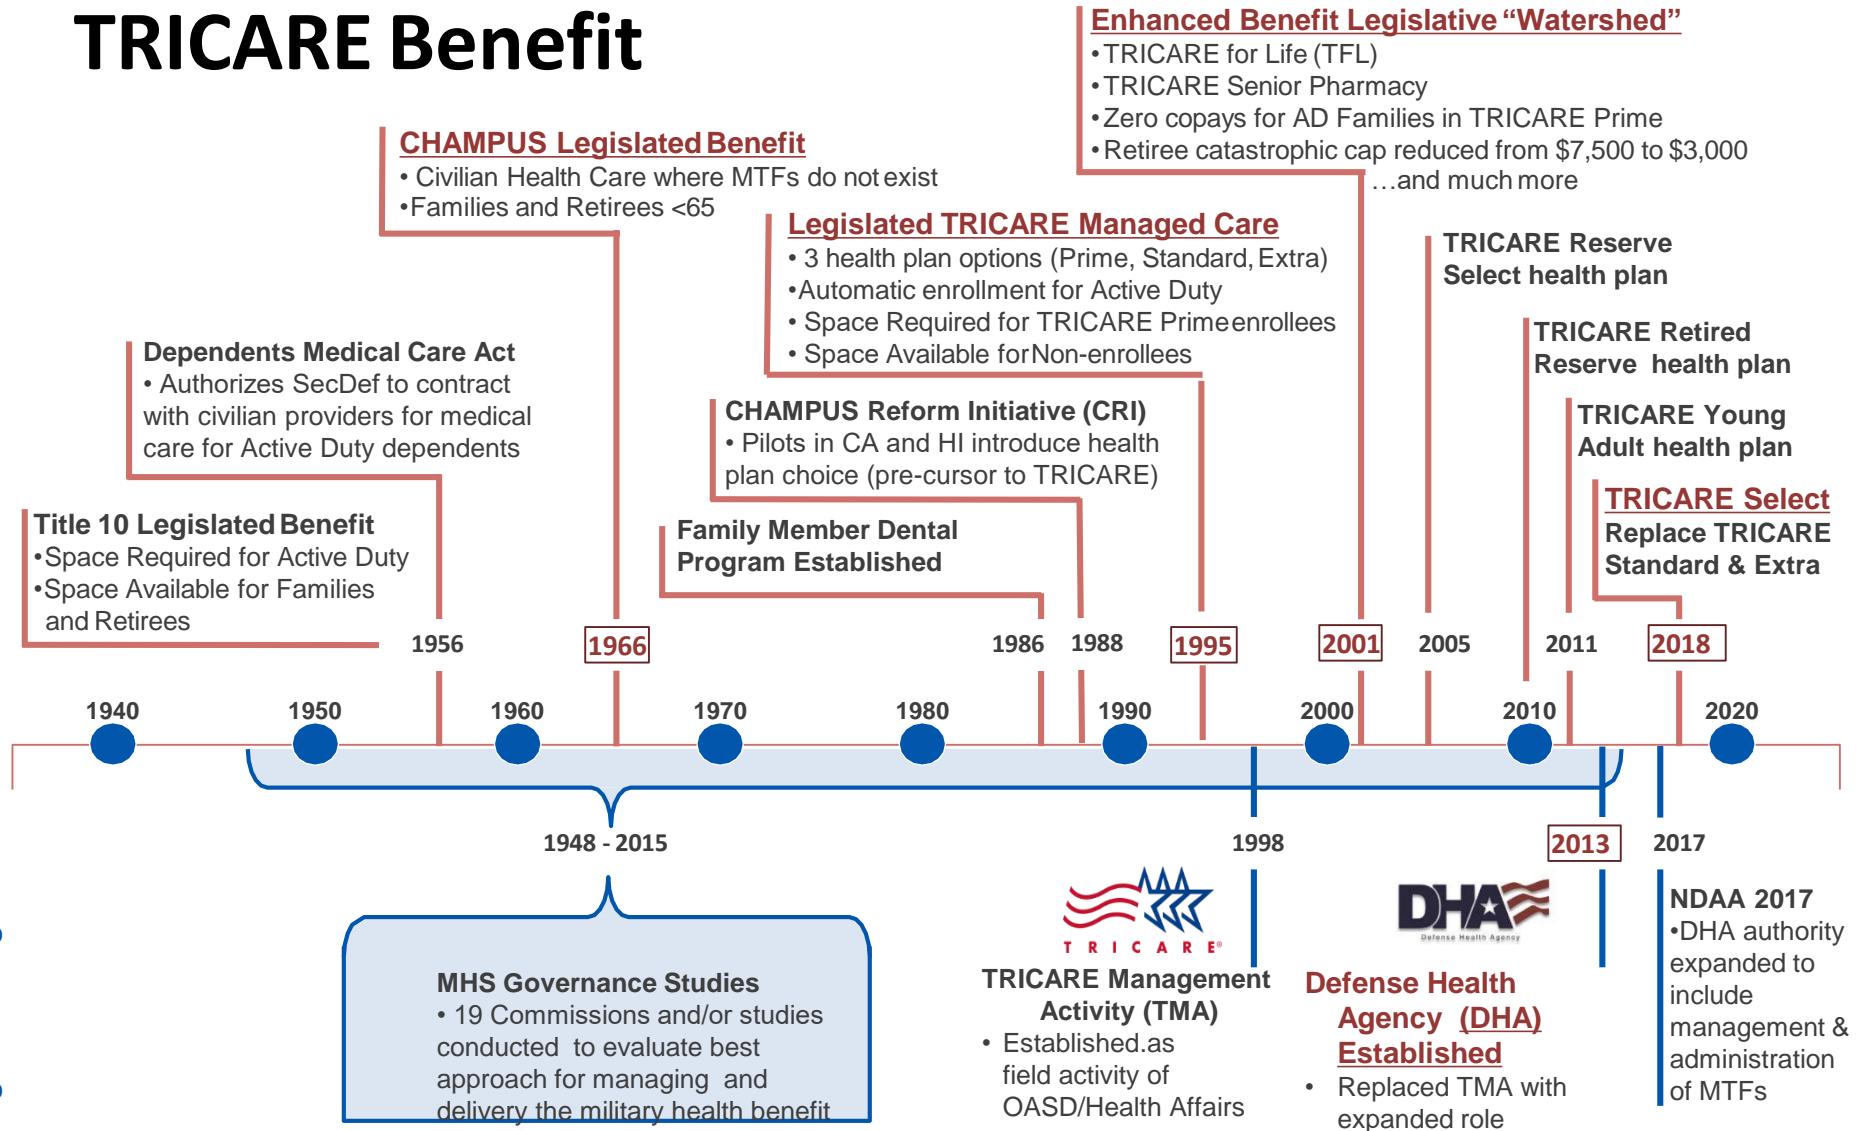 TRICARE Benefit
Enhanced Benefit Legislative “Watershed”
•TRICARE for Life (TFL)
•TRICARE Senior Pharmacy
•Zero copays for AD Families in TRICARE Prime
•Retiree catastrophic cap reduced from $7,500 to $3,000
…and much more
CHAMPUS Legislated Benefit
• Civilian Health Care where MTFs do not exist
•Families and Retirees <65
Legislated TRICARE Managed Care
• 3 health plan options (Prime, Standard, Extra)
•Automatic enrollment for Active Duty
• Space Required for TRICARE Prime enrollees
• Space Available for Non-enrollees
TRICARE Reserve
Select health plan
TRICARE Retired
Reserve health plan
Dependents Medical Care Act
• Authorizes SecDef to contract
with civilian providers for medical
care for Active Duty dependents
CHAMPUS Reform Initiative (CRI)
• Pilots in CA and HI introduce health
plan choice (pre-cursor to TRICARE)
TRICARE Young
Adult health plan
TRICARE Select
Replace TRICARE
Standard & Extra
Title 10 Legislated Benefit
•Space Required for Active Duty
•Space Available for Families
and Retirees
Family Member Dental
Program Established
1956
1966
1986
1988
1995
2001
2005
2011
2018
1940
1950
1960
1970
1980
1990
2000
2010
2020
1948 - 2015
1998
2013
2017
MHS Governance Studies
• 19 Commissions and/or studies
conducted to evaluate best
approach for managing and
delivery the military health benefit
TRICARE®
TRICARE Management
Activity (TMA)
• Established.as
field activity of
OASD/Health Affairs
DHA
Defense Health Agency
Defense Health
Agency (DHA)
Established
• Replaced TMA with
expanded role
NDAA 2017
•DHA authority
expanded to
include
management &
administration
of MTFs